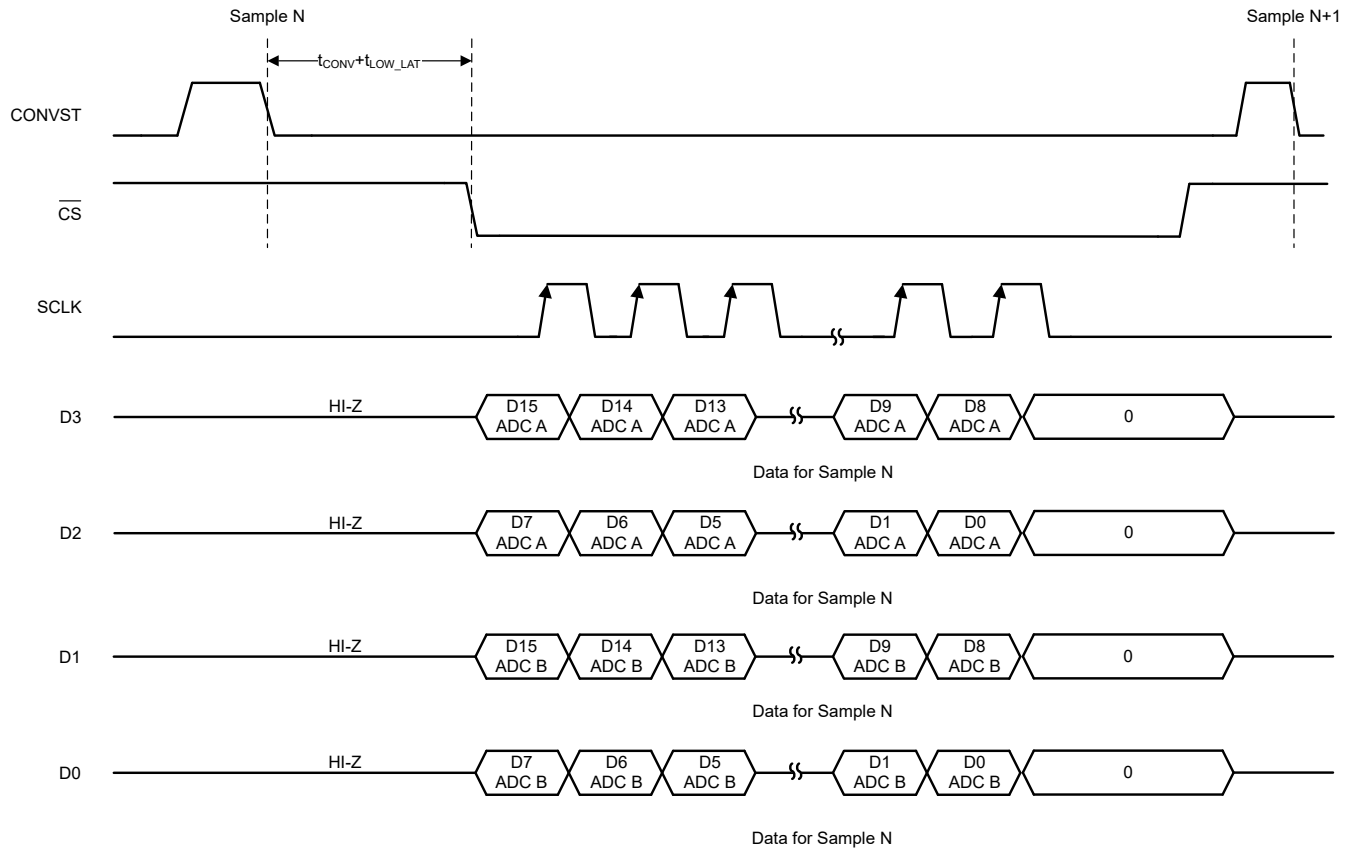 Sample N
Sample N+1
tCONV+tLOW_LAT
CONVST
CS
SCLK
D3
HI-Z
D15
ADC A
D14
ADC A
D13
ADC A
D9
ADC A
D8
ADC A
0
Data for Sample N
D2
HI-Z
D7
ADC A
D6
ADC A
D5
ADC A
D1
ADC A
D0
ADC A
0
Data for Sample N
D1
HI-Z
D15
ADC B
D14
ADC B
D13
ADC B
D9
ADC B
D8
ADC B
0
Data for Sample N
D0
HI-Z
D7
ADC B
D6
ADC B
D5
ADC B
D1
ADC B
D0
ADC B
0
Data for Sample N